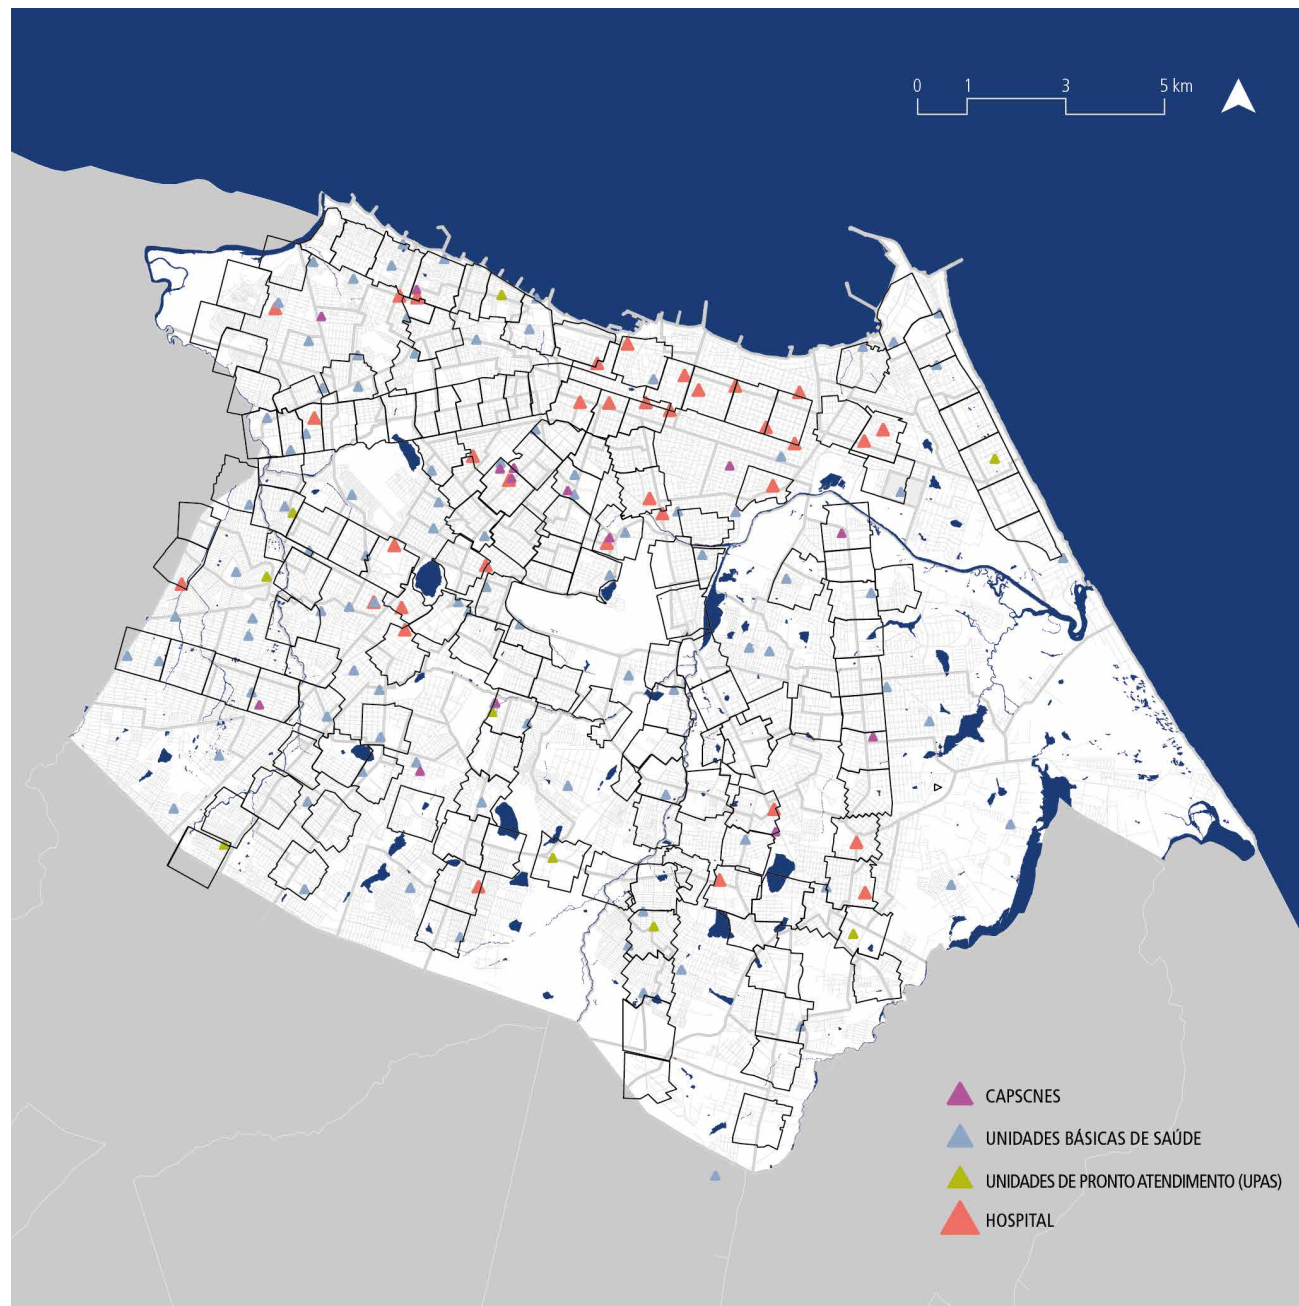 0 1 3 5 km
CAPSCNES
UNIDADES BÁSICAS DE SAÚDE
UNIDADES DE PRONTO ATENDIMENTO (UPAS)
HOSPITAL